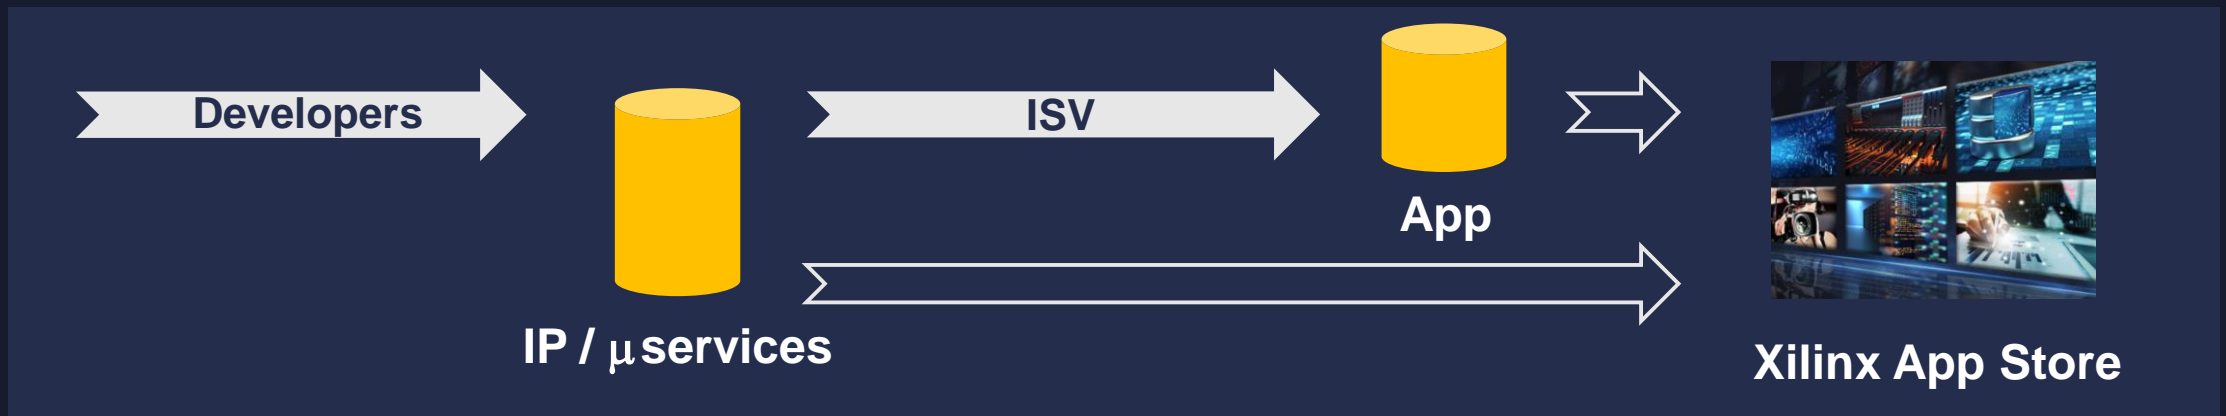 Developers
ISV
App
IP / μservices
Xilinx App Store